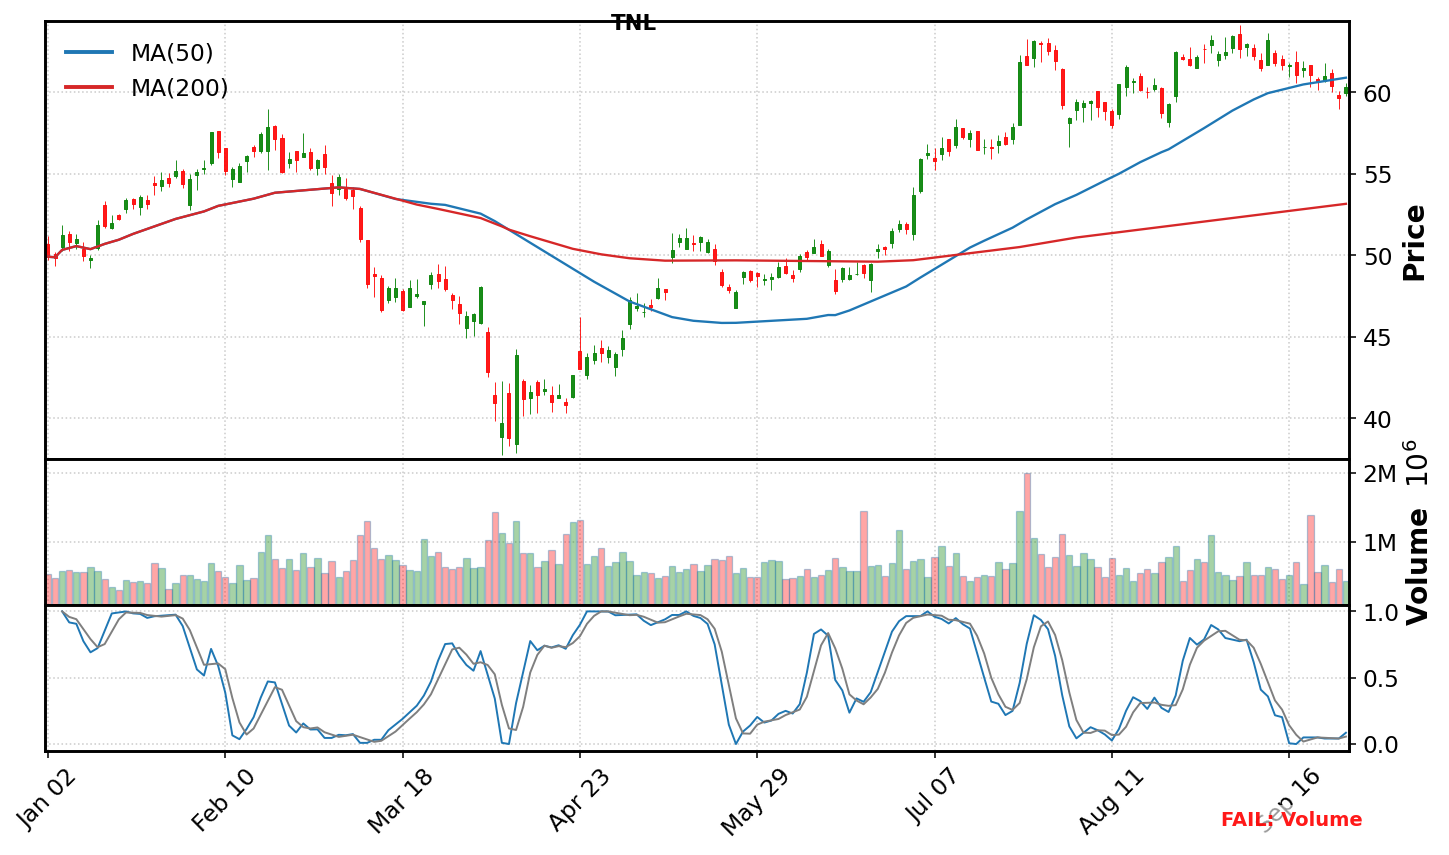 TNL
MA(50)
MA(200)
60
55
50
45
40
Price
2M
1M
Volume 10^6
1.0
0.5
0.0
Jan 02
Feb 10
Mar 18
Apr 23
May 29
Jul 07
Aug 11
Sep 16
FAIL: Volume